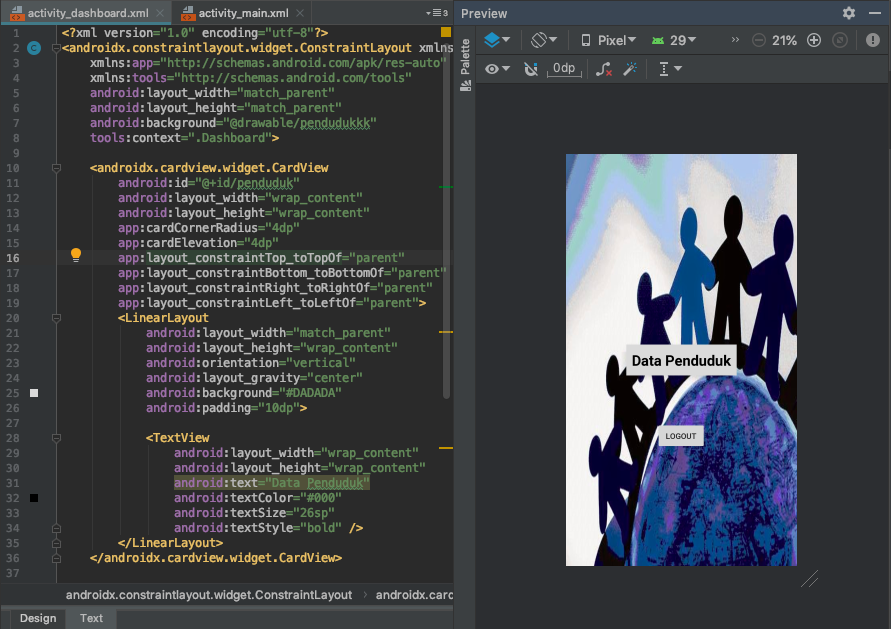 activity_dashboard.xml
activity_main.xml
3
Preview
1 <?xml version="1.0" encoding="utf-8"?>
2 <androidx.constraintlayout.widget.ConstraintLayout xmlns
3 xmlns:app="http://schemas.android.com/apk/res-auto"
4 xmlns:tools="http://schemas.android.com/tools"
5 android:layout_width="match_parent"
6 android:layout_height="match_parent"
7 android:background="@drawable/pendudukkk"
8 tools:context=".Dashboard">
9
10 <androidx.cardview.widget.CardView
11 android:id="@+id/penduduk"
12 android:layout_width="wrap_content"
13 android:layout_height="wrap_content"
14 app:cardCornerRadius="4dp"
15 app:cardElevation="4dp"
16 app:layout_constraintTop_toTopOf="parent"
17 app:layout_constraintBottom_toBottomOf="parent"
18 app:layout_constraintRight_toRightOf="parent"
19 app:layout_constraintLeft_toLeftOf="parent">
20 <LinearLayout
21 android:layout_width="match_parent"
22 android:layout_height="wrap_content"
23 android:orientation="vertical"
24 android:layout_gravity="center"
25 android:background="#DADADA"
26 android:padding="10dp">
27
28 <TextView
29 android:layout_width="wrap_content"
30 android:layout_height="wrap_content"
31 android:text="Data Penduduk"
32 android:textColor="#000"
33 android:textSize="26sp"
34 android:textStyle="bold" />
35 </LinearLayout>
36 </androidx.cardview.widget.CardView>
37
androidx.constraintlayout.widget.ConstraintLayout
androidx.card
Design
Text
Palette
Pixel
29
21%
0dp
Data Penduduk
LOGOUT